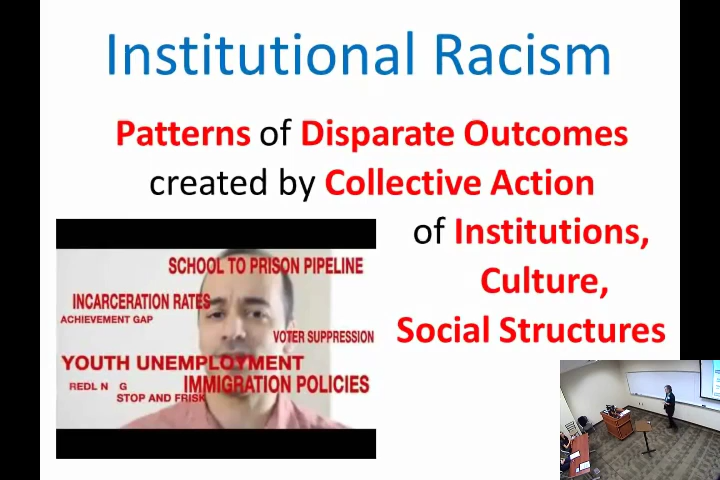 Institutional Racism
Patterns of Disparate Outcomes
created by Collective Action
of Institutions,
Culture,
Social Structures
SCHOOL TO PRISON PIPELINE
INCARCERATION RATES
ACHIEVEMENT GAP
VOTER SUPPRESSION
YOUTH UNEMPLOYMENT
IMMIGRATION POLICIES
REDL N G
STOP AND FRISK